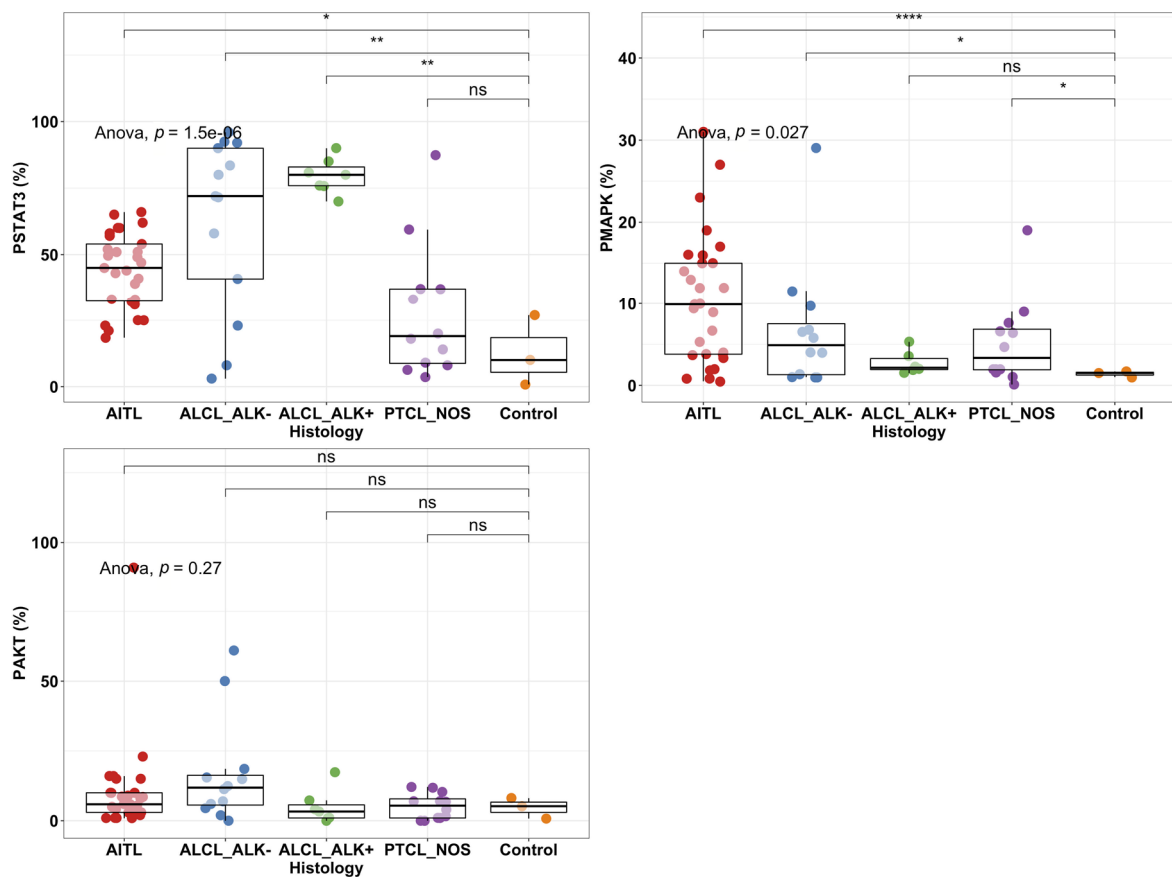 *
**
**
ns
Anova, p = 1.5e-06
100
50
0
PSTAT3 (%)
AITL ALCL_ALK- ALCL_ALK+ PTCL_NOS Control
Histology
****
*
ns
*
Anova, p = 0.027
40
30
20
10
0
PMAPK (%)
AITL ALCL_ALK- ALCL_ALK+ PTCL_NOS Control
Histology
ns
ns
ns
ns
Anova, p = 0.27
100
50
0
PAKT (%)
AITL ALCL_ALK- ALCL_ALK+ PTCL_NOS Control
Histology